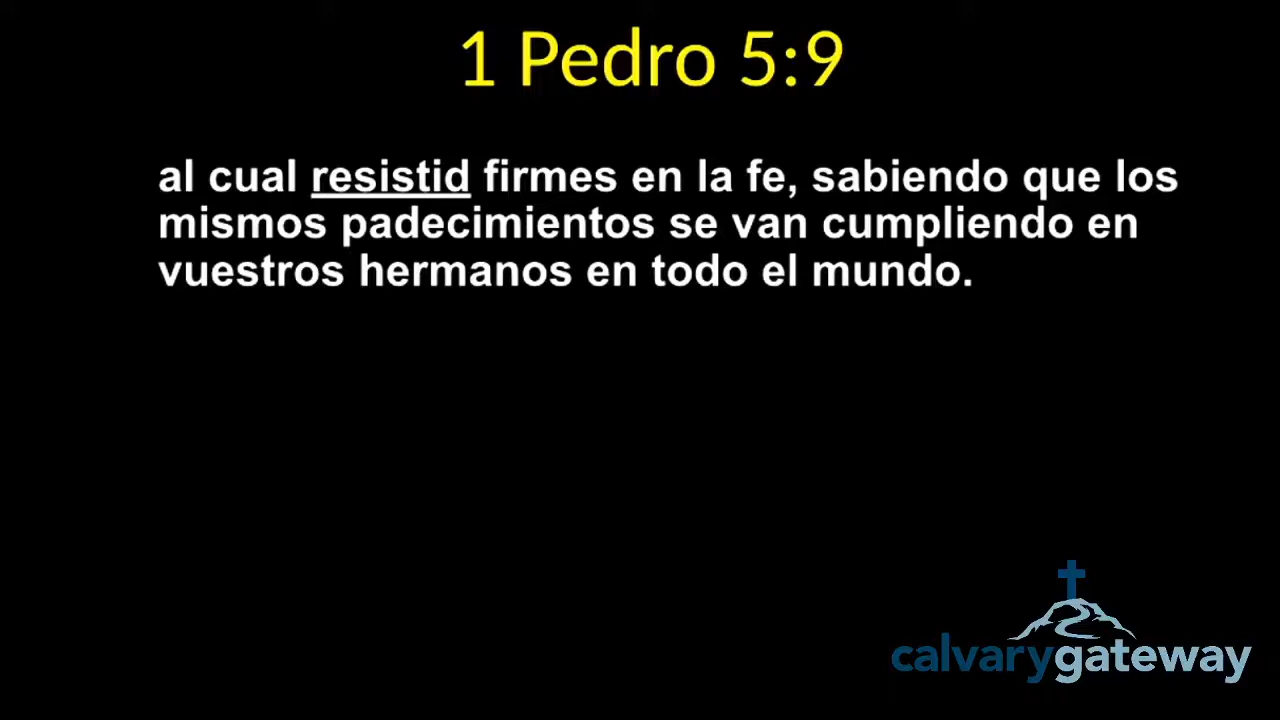 1 Pedro 5:9
al cual resistid firmes en la fe, sabiendo que los
mismos padecimientos se van cumpliendo en
vuestros hermanos en todo el mundo.
calvarygateway